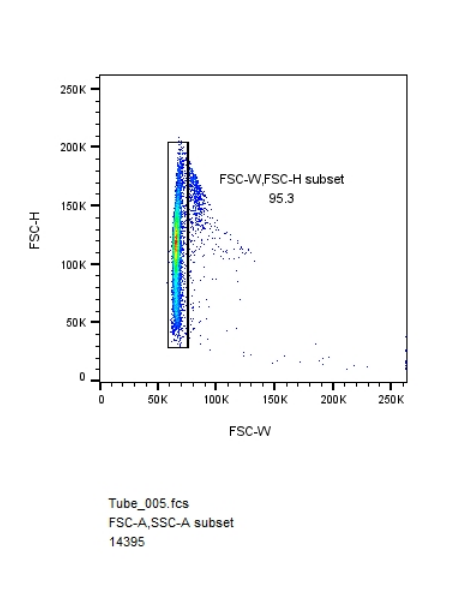 250K
200K
150K
100K
50K
0
FSC-H
FSC-W,FSC-H subset
95.3
0 50K 100K 150K 200K 250K
FSC-W
Tube_005.fcs
FSC-A,SSC-A subset
14395